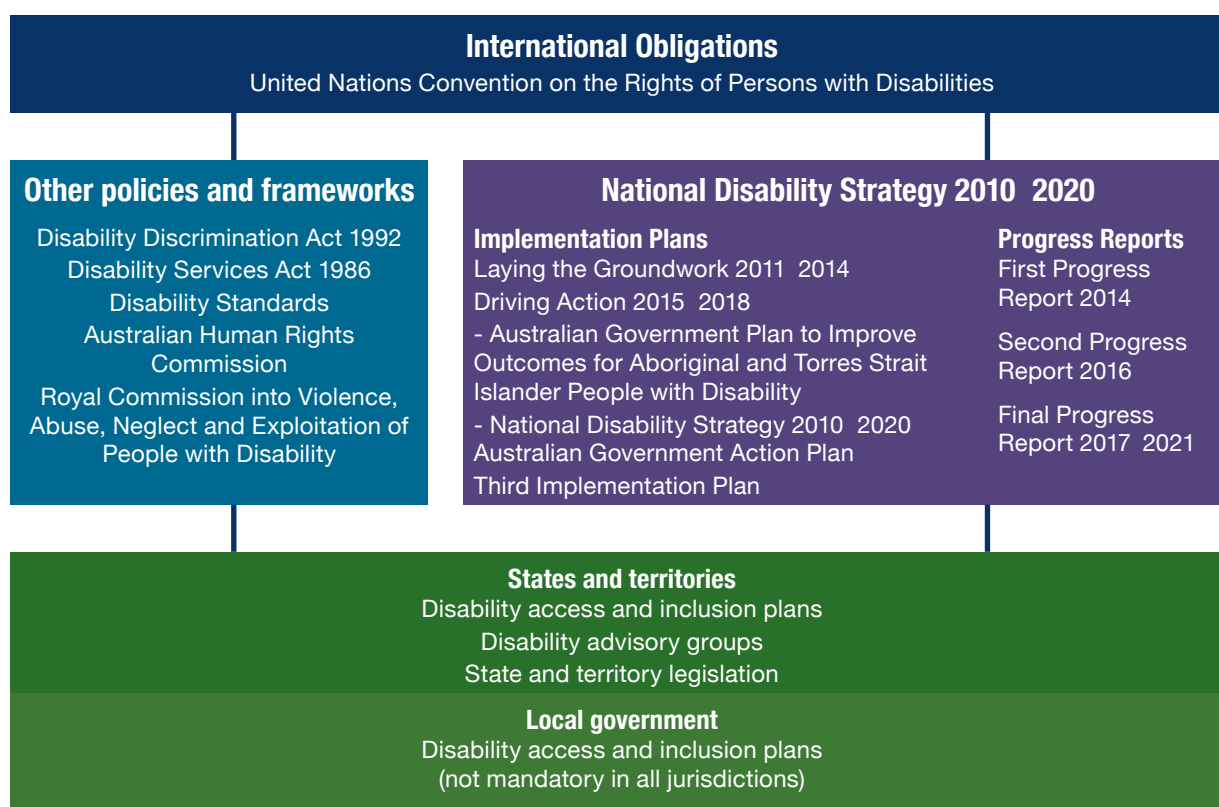 International Obligations
United Nations Convention on the Rights of Persons with Disabilities
Other policies and frameworks
Disability Discrimination Act 1992
Disability Services Act 1986
Disability Standards
Australian Human Rights
Commission
Royal Commission into Violence,
Abuse, Neglect and Exploitation of
People with Disability
National Disability Strategy 2010 2020
Implementation Plans
Laying the Groundwork 2011 2014
Driving Action 2015 2018
- Australian Government Plan to Improve
Outcomes for Aboriginal and Torres Strait
Islander People with Disability
- National Disability Strategy 2010 2020
Australian Government Action Plan
Third Implementation Plan
Progress Reports
First Progress
Report 2014
Second Progress
Report 2016
Final Progress
Report 2017 2021
States and territories
Disability access and inclusion plans
Disability advisory groups
State and territory legislation
Local government
Disability access and inclusion plans
(not mandatory in all jurisdictions)